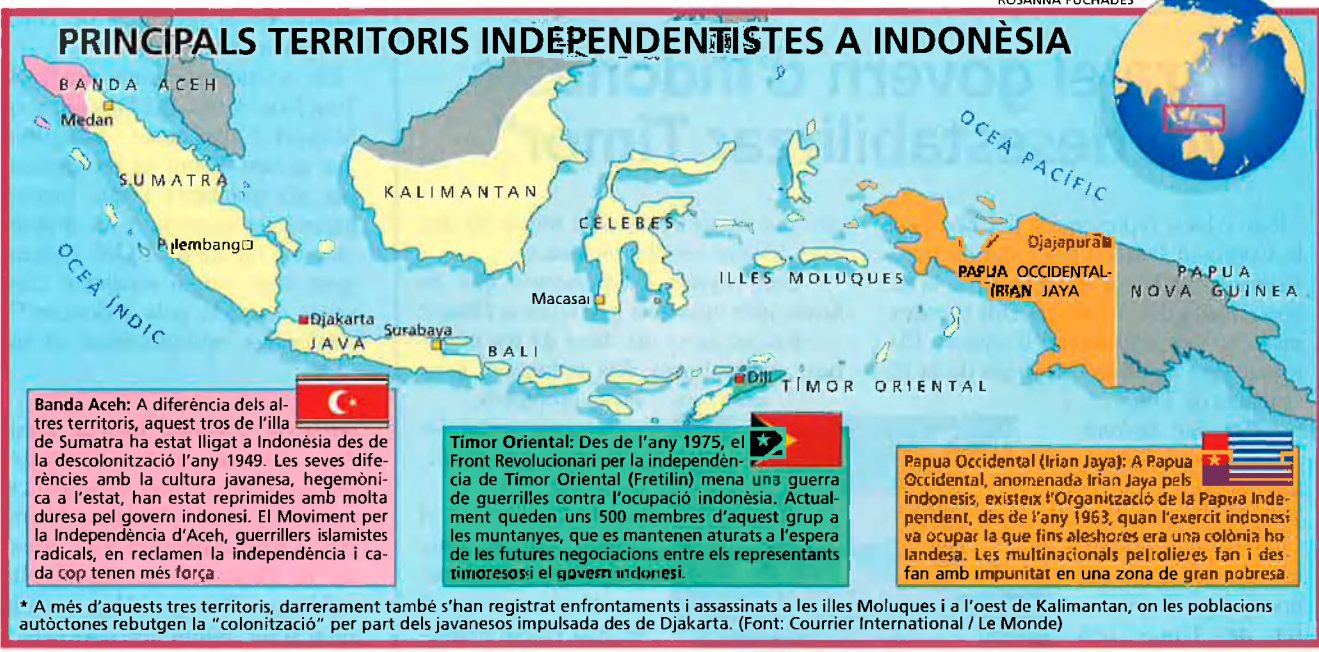 ROSANNA PUCHADES
PRINCIPALS TERRITORIS INDEPENDENTISTES A INDONÈSIA
BANDA ACEH
Medan
SUMATRA
Palembang
OCEÀ ÍNDIC
KALIMANTAN
CÈLEBES
Macasai
ILLES MOLUQUES
OCEÀ PACÍFIC
Djajapura
PAPUA OCCIDENTAL-
IRIAN JAYA
PAPUA
NOVA GUINEA
Djakarta
JAVA
Surabaya
BALI
Dili
TÍMOR ORIENTAL
Banda Aceh: A diferència dels al-
tres territoris, aquest tros de l'illa
de Sumatra ha estat lligat a Indonèsia des de
la descolonització l'any 1949. Les seves dife-
rències amb la cultura javanesa, hegemòni-
ca a l'estat, han estat reprimides amb molta
duresa pel govern indonesi. El Moviment per
la Independència d'Aceh, guerrillers islamistes
radicals, en reclamen la independència i ca-
da cop tenen més força.
Tímor Oriental: Des de l'any 1975, el
Front Revolucionari per la independèn-
cia de Tímor Oriental (Fretilin) mena una guerra
de guerrilles contra l'ocupació indonèsia. Actual-
ment queden uns 500 membres d'aquest grup a
les muntanyes, que es mantenen aturats a l'espera
de les futures negociacions entre els representants
timoresos i el govern indonesi.
Papua Occidental (Irian Jaya): A Papua
Occidental, anomenada Irian Jaya pels
indonesis, existeix l'Organització de la Papua Inde-
pendent, des de l'any 1963, quan l'exercit indonesi
va ocupar la que fins aleshores era una colònia ho-
landesa. Les multinacionals petrolieres fan i des-
fan amb impunitat en una zona de gran pobresa.
* A més d'aquests tres territoris, darrerament també s'han registrat enfrontaments i assassinats a les illes Moluques i a l'oest de Kalimantan, on les poblacions
autòctones rebutgen la "colonització" per part dels javanesos impulsada des de Djakarta. (Font: Courrier International / Le Monde)